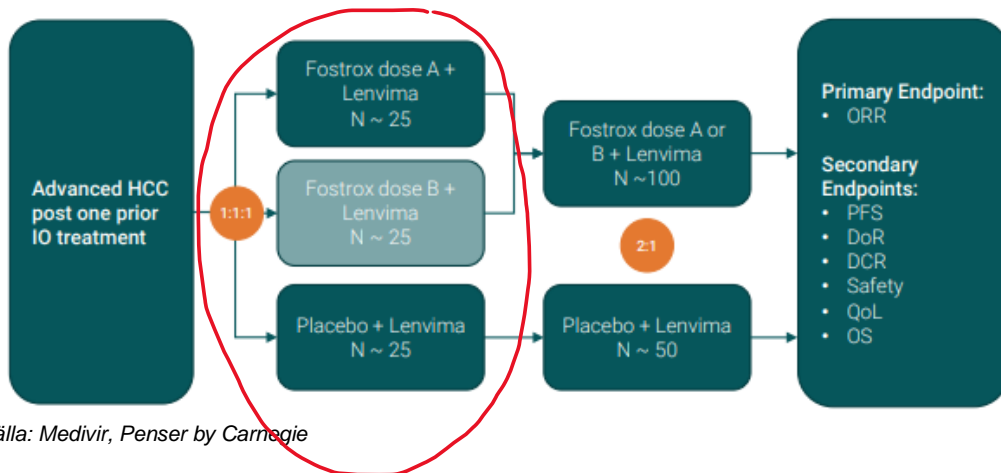 Advanced HCC
post one prior
IO treatment
1:1:1
Fostrox dose A +
Lenvima
N ~ 25
Fostrox dose B +
Lenvima
N ~ 25
Placebo + Lenvima
N ~ 25
Fostrox dose A or
B + Lenvima
N ~100
2:1
Placebo + Lenvima
N ~ 50
Primary Endpoint:
• ORR
Secondary
Endpoints:
• PFS
• DoR
• DCR
• Safety
• QoL
• OS
älla: Medivir, Penser by Carnegie